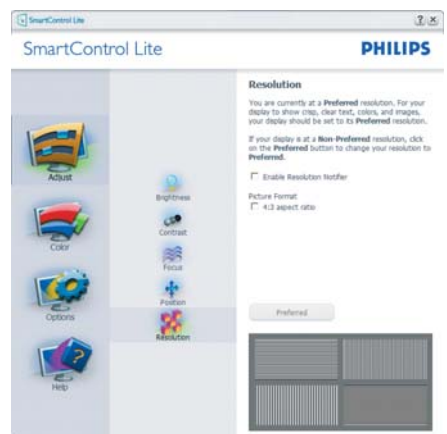 SmartControl Lite
SmartControl Lite
PHILIPS
Adjust
Color
Options
Help
Brightness
Contrast
Focus
Position
Resolution
Resolution
You are currently at a Preferred resolution. For your
display to show crisp, clear text, colors, and images,
your display should be set to its Preferred resolution.
If your display is at a Non-Preferred resolution, click
on the Preferred button to change your resolution to
Preferred.
Enable Resolution Notifier
Picture Format
4:3 aspect ratio
Preferred